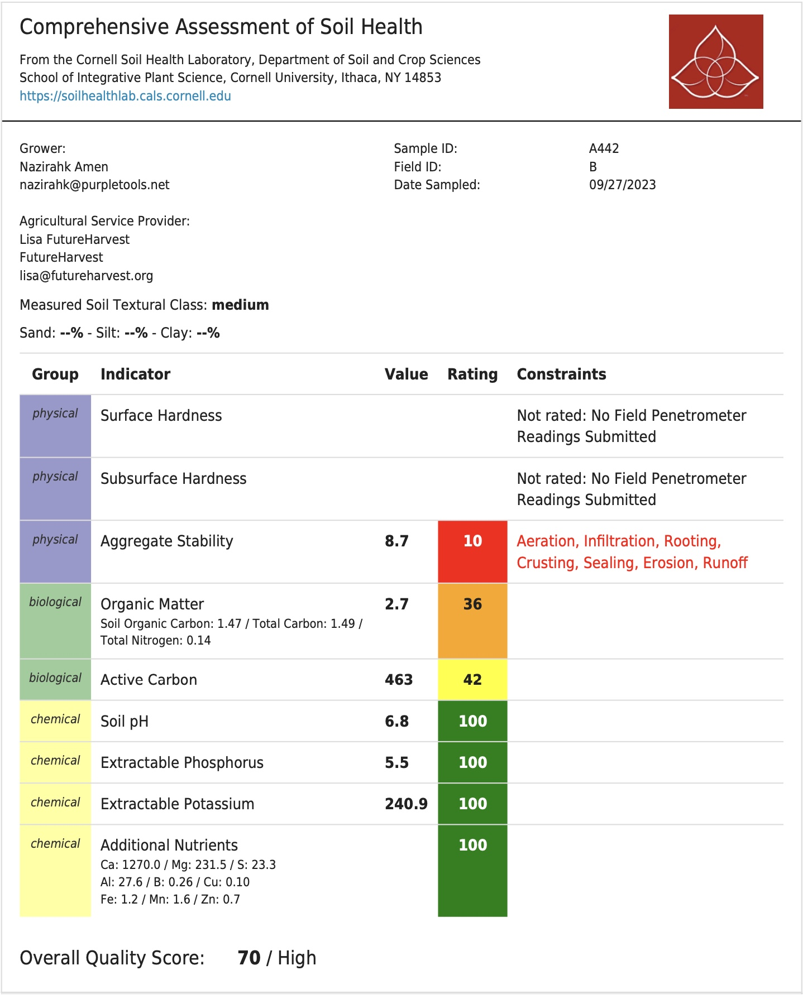 Comprehensive Assessment of Soil Health
From the Cornell Soil Health Laboratory, Department of Soil and Crop Sciences
School of Integrative Plant Science, Cornell University, Ithaca, NY 14853
https://soilhealthlab.cals.cornell.edu
Grower:
Nazirahk Amen
nazirahk@purpletools.net
Sample ID: A442
Field ID: B
Date Sampled: 09/27/2023
Agricultural Service Provider:
Lisa FutureHarvest
FutureHarvest
lisa@futureharvest.org
Measured Soil Textural Class: medium
Sand: --% - Silt: --% - Clay: --%
Group Indicator Value Rating Constraints
physical Surface Hardness Not rated: No Field Penetrometer
Readings Submitted
physical Subsurface Hardness Not rated: No Field Penetrometer
Readings Submitted
physical Aggregate Stability 8.7 10 Aeration, Infiltration, Rooting,
Crusting, Sealing, Erosion, Runoff
biological Organic Matter 2.7 36
Soil Organic Carbon: 1.47 / Total Carbon: 1.49 /
Total Nitrogen: 0.14
biological Active Carbon 463 42
chemical Soil pH 6.8 100
chemical Extractable Phosphorus 5.5 100
chemical Extractable Potassium 240.9 100
chemical Additional Nutrients 100
Ca: 1270.0 / Mg: 231.5 / S: 23.3
Al: 27.6 / B: 0.26 / Cu: 0.10
Fe: 1.2 / Mn: 1.6 / Zn: 0.7
Overall Quality Score: 70 / High